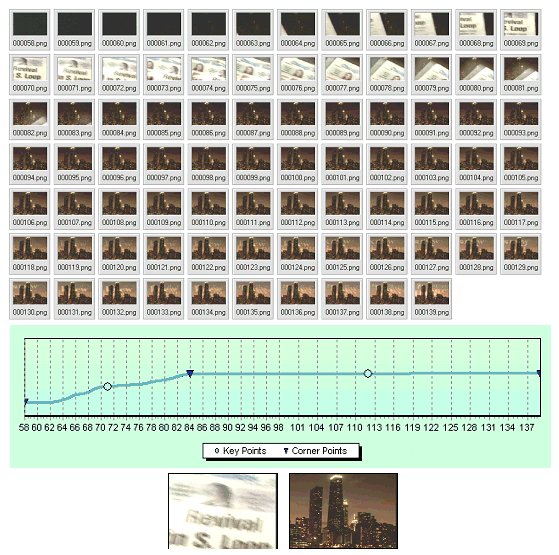 000058.png 000059.png 000060.png 000061.png 000062.png 000063.png 000064.png 000065.png 000066.png 000067.png 000068.png 000069.png
Revival
S. Loop
000070.png 000071.png 000072.png 000073.png 000074.png 000075.png 000076.png 000077.png 000078.png 000079.png 000080.png 000081.png
000082.png 000083.png 000084.png 000085.png 000086.png 000087.png 000088.png 000089.png 000090.png 000091.png 000092.png 000093.png
000094.png 000095.png 000096.png 000097.png 000098.png 000099.png 000100.png 000101.png 000102.png 000103.png 000104.png 000105.png
000106.png 000107.png 000108.png 000109.png 000110.png 000111.png 000112.png 000113.png 000114.png 000115.png 000116.png 000117.png
000118.png 000119.png 000120.png 000121.png 000122.png 000123.png 000124.png 000125.png 000126.png 000127.png 000128.png 000129.png
000130.png 000131.png 000132.png 000133.png 000134.png 000135.png 000136.png 000137.png 000138.png 000139.png
58 60 62 64 66 68 70 72 74 76 78 80 82 84 86 88 90 92 94 96 98 101 104 107 110 113 116 119 122 125 128 131 134 137
Key Points Corner Points
Revival
in S. Loop